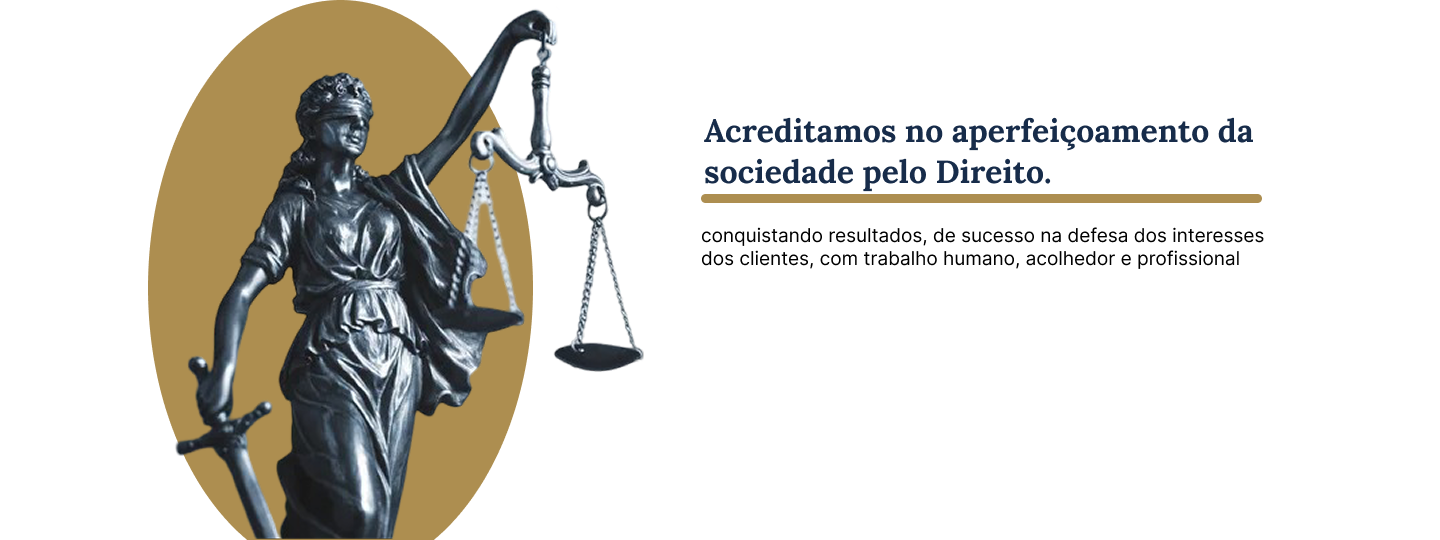 Acreditamos no aperfeiçoamento da
sociedade pelo Direito.
conquistando resultados, de sucesso na defesa dos interesses
dos clientes, com trabalho humano, acolhedor e profissional